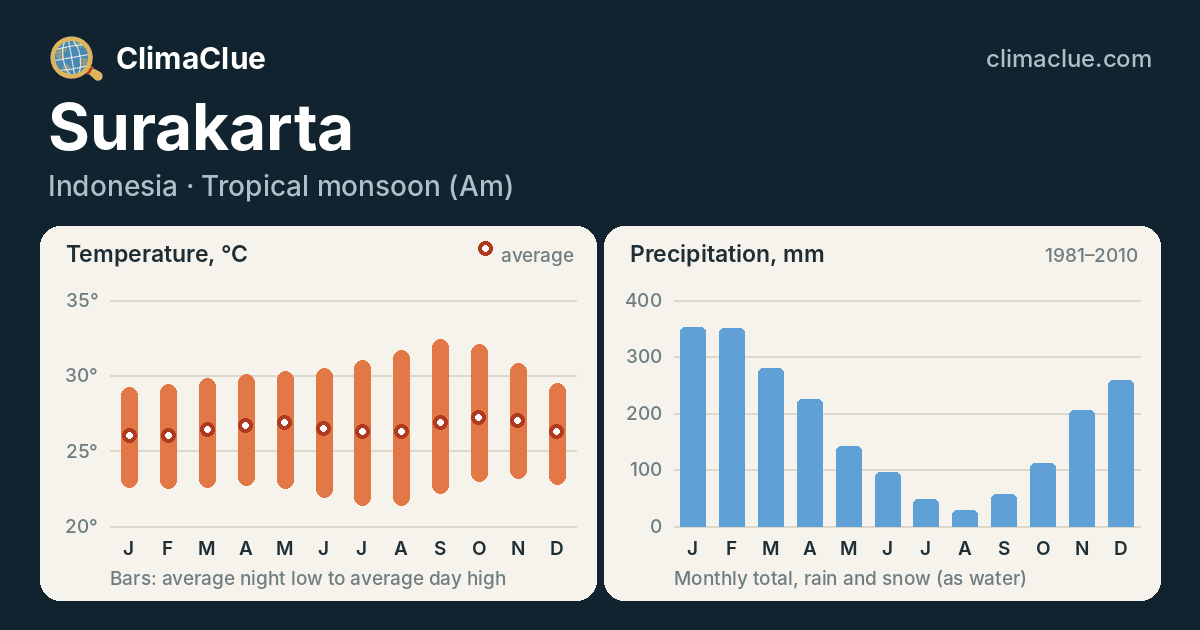 ClimaClue
climaclue.com
Surakarta
Indonesia · Tropical monsoon (Am)
Temperature, °C
average
35°
30°
25°
20°
J F M A M J J A S O N D
Bars: average night low to average day high
Precipitation, mm
1981–2010
400
300
200
100
0
J F M A M J J A S O N D
Monthly total, rain and snow (as water)